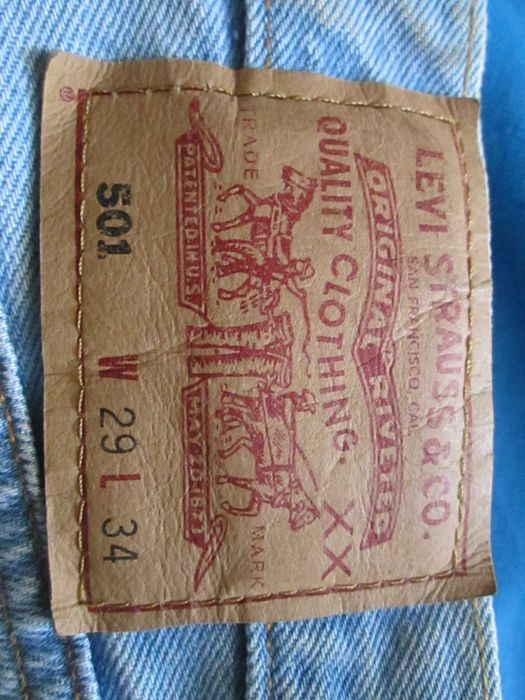 LEVI STRAUSS & CO.
SAN FRANCISCO, CAL
ORIGINAL RIVETED
QUALITY CLOTHING. XX
TRADE MARK
PATENTED IN U.S. MAY 20 1873
501 W 29 L 34
®